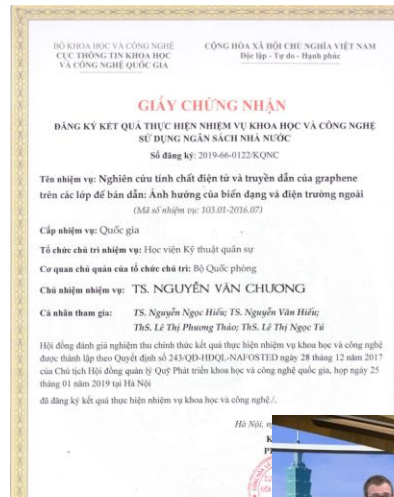 BỘ KHOA HỌC VÀ CÔNG NGHỆ
CỤC THÔNG TIN KHOA HỌC
VÀ CÔNG NGHỆ QUỐC GIA
CỘNG HÒA XÃ HỘI CHỦ NGHĨA VIỆT NAM
Độc lập - Tự do - Hạnh phúc
GIẤY CHỨNG NHẬN
ĐĂNG KÝ KẾT QUẢ THỰC HIỆN NHIỆM VỤ KHOA HỌC VÀ CÔNG NGHỆ
SỬ DỤNG NGÂN SÁCH NHÀ NƯỚC
Số đăng ký: 2019-66-0122/KQNC
Tên nhiệm vụ: Nghiên cứu tính chất điện tử và truyền dẫn của graphene
trên các lớp đế bán dẫn: Ảnh hưởng của biến dạng và điện trường ngoài
(Mã số nhiệm vụ: 103.01-2016.07)
Cấp nhiệm vụ: Quốc gia
Tổ chức chủ trì nhiệm vụ: Học viện Kỹ thuật quân sự
Cơ quan chủ quản của tổ chức chủ trì: Bộ Quốc phòng
Chủ nhiệm nhiệm vụ: TS. NGUYỄN VĂN CHƯƠNG
Cá nhân tham gia: TS. Nguyễn Ngọc Hiếu; TS. Nguyễn Văn Hiếu;
ThS. Lê Thị Phương Thảo; ThS. Lê Thị Ngọc Tú
Hội đồng đánh giá nghiệm thu chính thức kết quả thực hiện nhiệm vụ khoa học và công nghệ
được thành lập theo Quyết định số 243/QĐ-HĐQL-NAFOSTED ngày 28 tháng 12 năm 2017
của Chủ tịch Hội đồng quản lý Quỹ Phát triển khoa học và công nghệ quốc gia, họp ngày 25
tháng 01 năm 2019 tại Hà Nội
đã đăng ký kết quả thực hiện nhiệm vụ khoa học và công nghệ./.
Hà Nội,